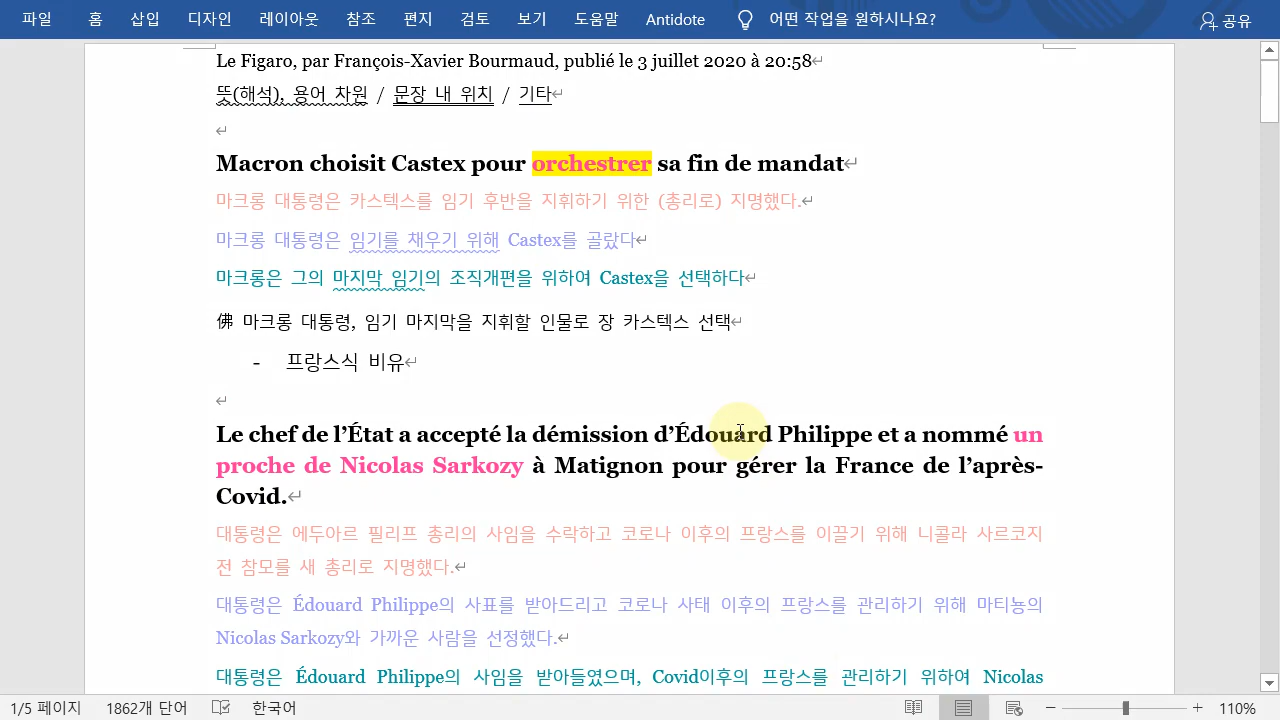 파일 홈 삽입 디자인 레이아웃 참조 편지 검토 보기 도움말 Antidote 어떤 작업을 원하시나요? 공유
Le Figaro, par François-Xavier Bourmaud, publié le 3 juillet 2020 à 20:58
뜻(해석), 용어 차원 / 문장 내 위치 / 기타
Macron choisit Castex pour orchestrer sa fin de mandat
마크롱 대통령은 카스텍스를 임기 후반을 지휘하기 위한 (총리로) 지명했다.
마크롱 대통령은 임기를 채우기 위해 Castex를 골랐다
마크롱은 그의 마지막 임기의 조직개편을 위하여 Castex을 선택하다
佛 마크롱 대통령, 임기 마지막을 지휘할 인물로 장 카스텍스 선택
- 프랑스식 비유
Le chef de l’État a accepté la démission d’Édouard Philippe et a nommé un
proche de Nicolas Sarkozy à Matignon pour gérer la France de l’après-
Covid.
대통령은 에두아르 필리프 총리의 사임을 수락하고 코로나 이후의 프랑스를 이끌기 위해 니콜라 사르코지
전 참모를 새 총리로 지명했다.
대통령은 Édouard Philippe의 사표를 받아드리고 코로나 사태 이후의 프랑스를 관리하기 위해 마티뇽의
Nicolas Sarkozy와 가까운 사람을 선정했다.
대통령은 Édouard Philippe의 사임을 받아들였으며, Covid이후의 프랑스를 관리하기 위하여 Nicolas
1/5 페이지 1862개 단어 한국어 110%